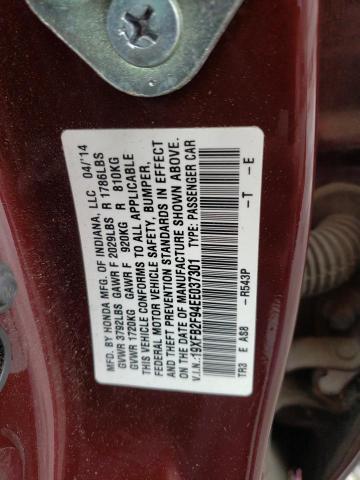 MFD. BY HONDA MFG. OF INDIANA, LLC 04/14
GVWR 3792LBS GAWR F 2029LBS R 1786LBS
GVWR 1720KG GAWR F 920KG R 810KG
THIS VEHICLE CONFORMS TO ALL APPLICABLE
FEDERAL MOTOR VEHICLE SAFETY, BUMPER,
AND THEFT PREVENTION STANDARDS IN EFFECT
ON THE DATE OF MANUFACTURE SHOWN ABOVE.
V.I.N.: 19XFB2F94EE037301 TYPE: PASSENGER CAR
-R543P -T -E
TR3 E AS8